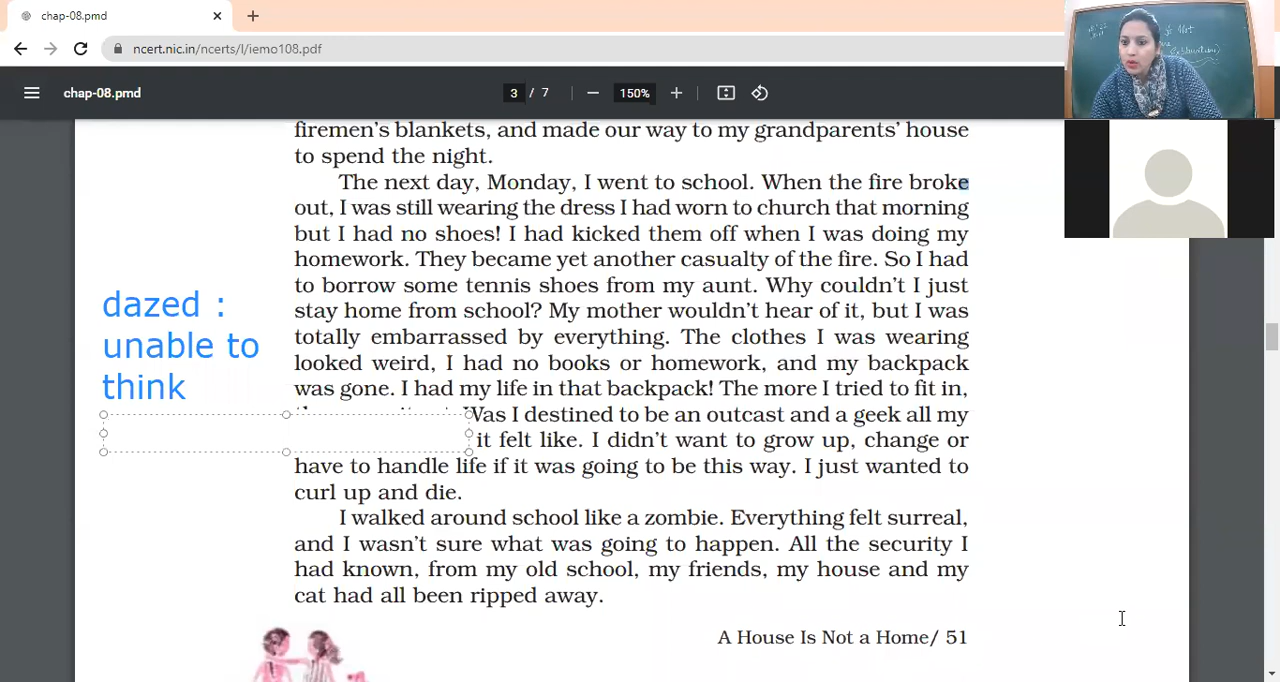 chap-08.pmd
ncert.nic.in/ncerts/l/iemo108.pdf
chap-08.pmd
3 / 7
150%
Not
firemen's blankets, and made our way to my grandparents' house
to spend the night.
The next day, Monday, I went to school. When the fire broke
out, I was still wearing the dress I had worn to church that morning
but I had no shoes! I had kicked them off when I was doing my
homework. They became yet another casualty of the fire. So I had
to borrow some tennis shoes from my aunt. Why couldn't I just
stay home from school? My mother wouldn't hear of it, but I was
totally embarrassed by everything. The clothes I was wearing
looked weird, I had no books or homework, and my backpack
was gone. I had my life in that backpack! The more I tried to fit in,
Was I destined to be an outcast and a geek all my
it felt like. I didn't want to grow up, change or
have to handle life if it was going to be this way. I just wanted to
curl up and die.
I walked around school like a zombie. Everything felt surreal,
and I wasn't sure what was going to happen. All the security I
had known, from my old school, my friends, my house and my
cat had all been ripped away.
A House Is Not a Home/ 51
dazed :
unable to
think